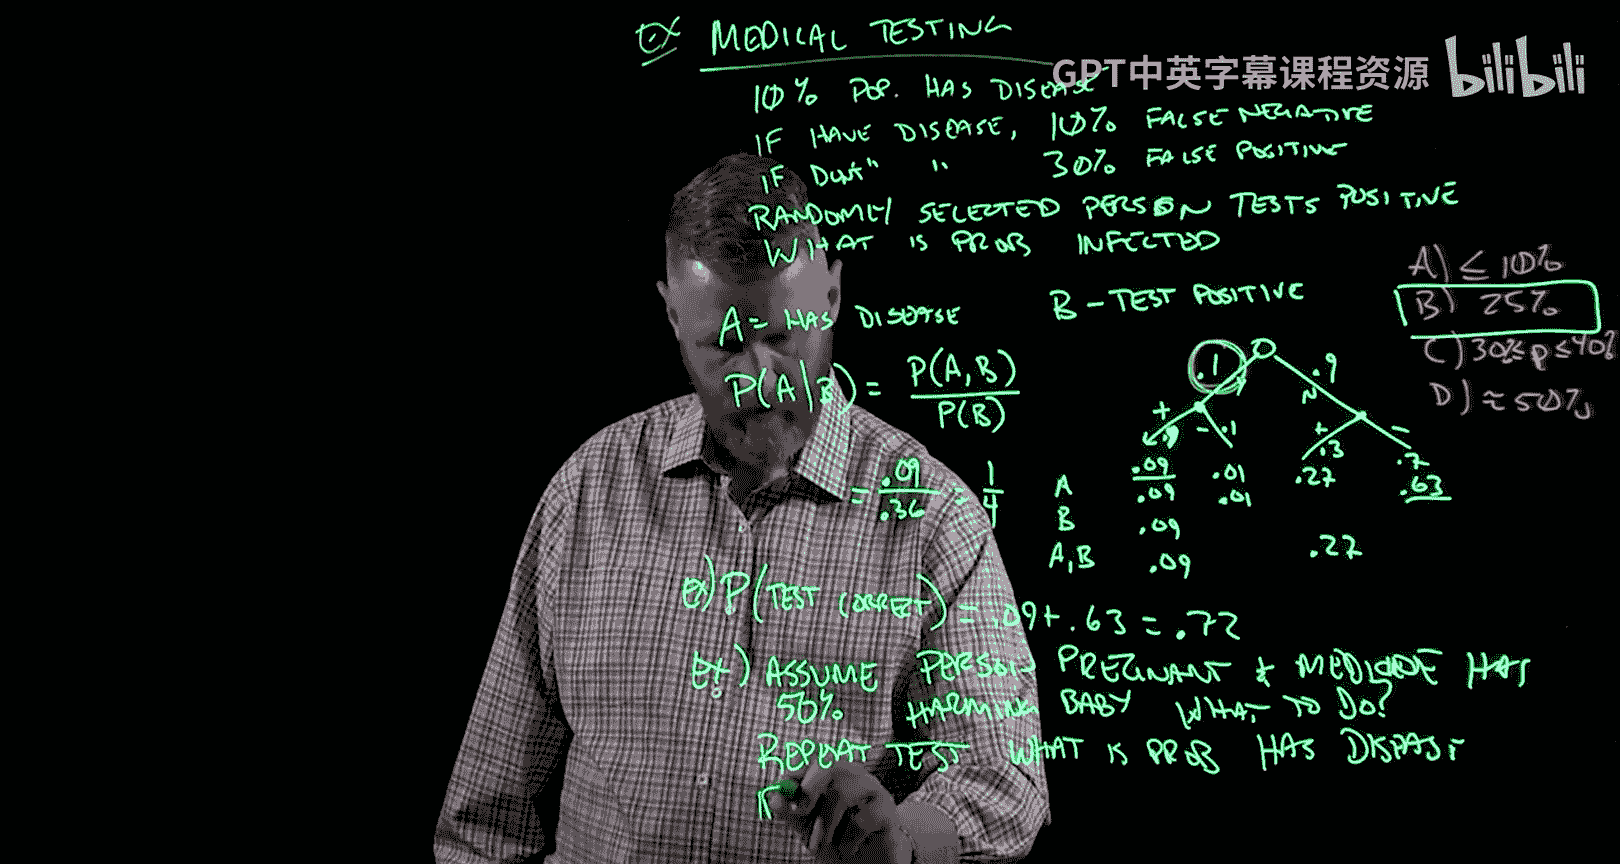 EX MEDICAL TESTING
GPT中英字幕课程资源 bilibili
10% POP. HAS DISEASE
IF HAVE DISEASE, 10% FALSE NEGATIVE
IF DON'T " 30% FALSE POSITIVE
RANDOMLY SELECTED PERSON TESTS POSITIVE
WHAT IS PROB INFECTED
A) ≤ 10%
B) 25%
C) 30% ≤ P ≤ 40%
D) ≈ 50%
A = HAS DISEASE
B - TEST POSITIVE
P(A|B) = P(A,B) / P(B)
= .09 / .36 = 1/4
.1 .9
+ .9 - .1 + .3 - .7
.09 .01 .27 .63
A .09 .01
B .09
A,B .09 .27
EX) P(TEST CORRECT) = .09 + .63 = .72
EX) ASSUME PERSON PREGNANT & MEDICINE HAS
50% HARMING BABY WHAT TO DO?
REPEAT TEST WHAT IS PROB HAS DISEASE